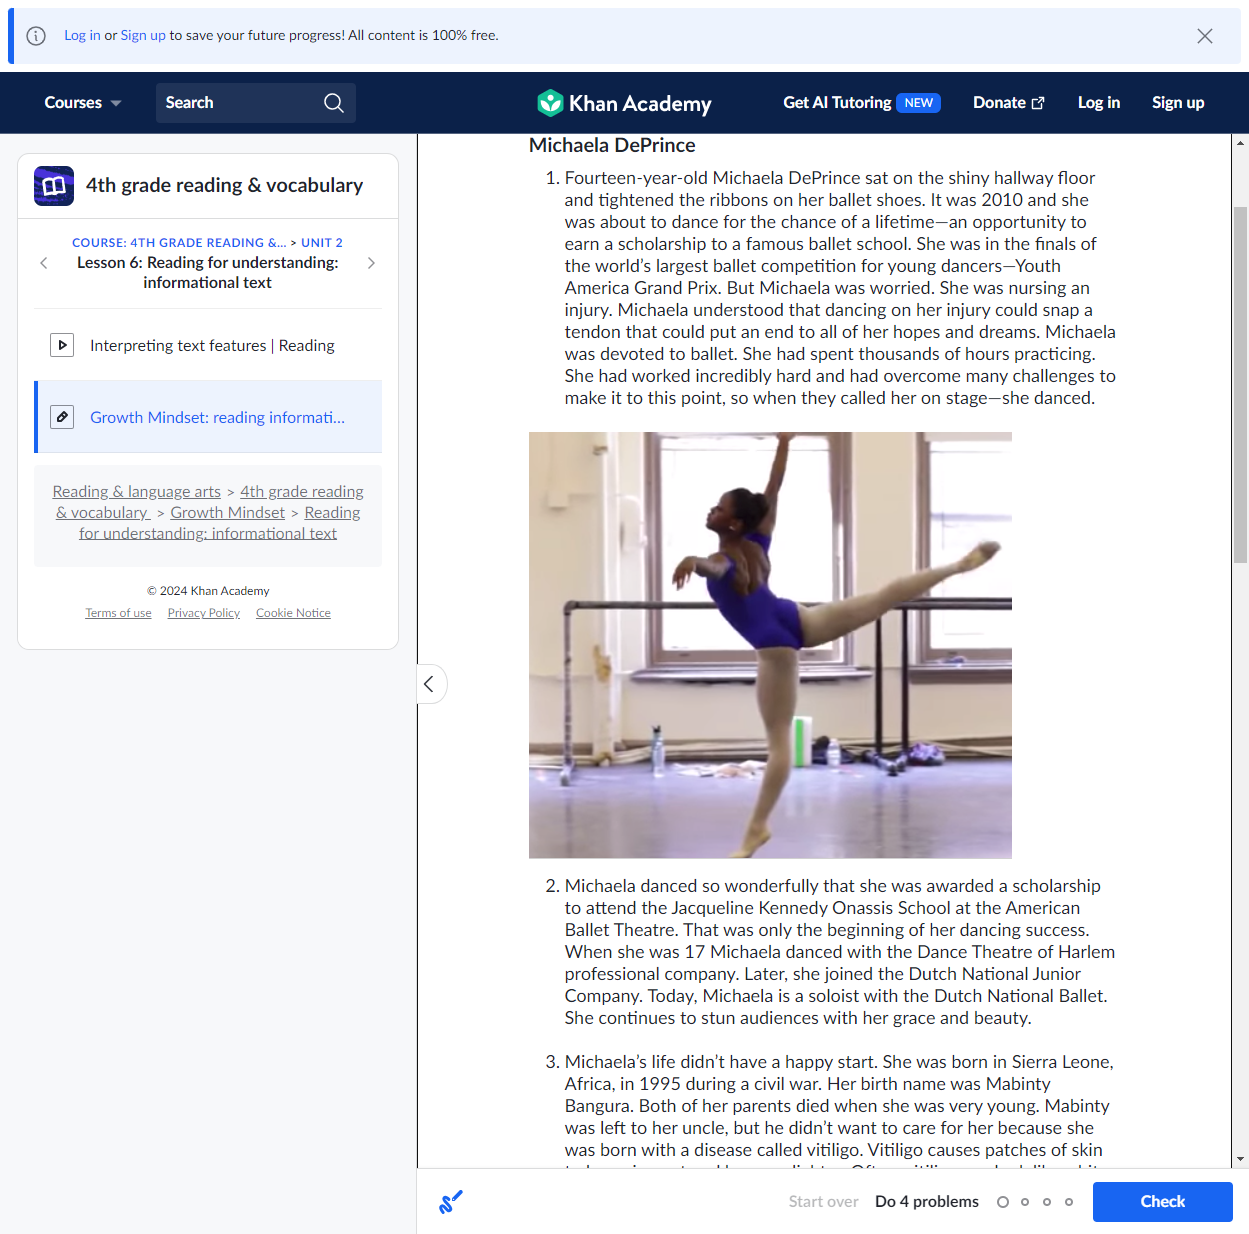 Log in or Sign up to save your future progress! All content is 100% free.
Courses
Search
Khan Academy
Get AI Tutoring NEW
Donate
Log in
Sign up
4th grade reading & vocabulary
COURSE: 4TH GRADE READING &... > UNIT 2
Lesson 6: Reading for understanding:
informational text
Interpreting text features | Reading
Growth Mindset: reading informati...
Reading & language arts > 4th grade reading
& vocabulary > Growth Mindset > Reading
for understanding: informational text
© 2024 Khan Academy
Terms of use Privacy Policy Cookie Notice
Michaela DePrince
1. Fourteen-year-old Michaela DePrince sat on the shiny hallway floor
and tightened the ribbons on her ballet shoes. It was 2010 and she
was about to dance for the chance of a lifetime—an opportunity to
earn a scholarship to a famous ballet school. She was in the finals of
the world's largest ballet competition for young dancers—Youth
America Grand Prix. But Michaela was worried. She was nursing an
injury. Michaela understood that dancing on her injury could snap a
tendon that could put an end to all of her hopes and dreams. Michaela
was devoted to ballet. She had spent thousands of hours practicing.
She had worked incredibly hard and had overcome many challenges to
make it to this point, so when they called her on stage—she danced.
2. Michaela danced so wonderfully that she was awarded a scholarship
to attend the Jacqueline Kennedy Onassis School at the American
Ballet Theatre. That was only the beginning of her dancing success.
When she was 17 Michaela danced with the Dance Theatre of Harlem
professional company. Later, she joined the Dutch National Junior
Company. Today, Michaela is a soloist with the Dutch National Ballet.
She continues to stun audiences with her grace and beauty.
3. Michaela's life didn't have a happy start. She was born in Sierra Leone,
Africa, in 1995 during a civil war. Her birth name was Mabinty
Bangura. Both of her parents died when she was very young. Mabinty
was left to her uncle, but he didn't want to care for her because she
was born with a disease called vitiligo. Vitiligo causes patches of skin
Start over
Do 4 problems
Check